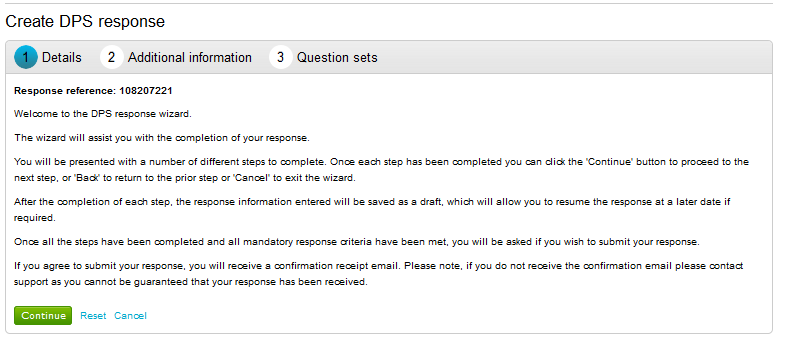 Create DPS response
1 Details 2 Additional information 3 Question sets
Response reference: 108207221
Welcome to the DPS response wizard.
The wizard will assist you with the completion of your response.
You will be presented with a number of different steps to complete. Once each step has been completed you can click the 'Continue' button to proceed to the
next step, or 'Back' to return to the prior step or 'Cancel' to exit the wizard.
After the completion of each step, the response information entered will be saved as a draft, which will allow you to resume the response at a later date if
required.
Once all the steps have been completed and all mandatory response criteria have been met, you will be asked if you wish to submit your response.
If you agree to submit your response, you will receive a confirmation receipt email. Please note, if you do not receive the confirmation email please contact
support as you cannot be guaranteed that your response has been received.
Continue Reset Cancel